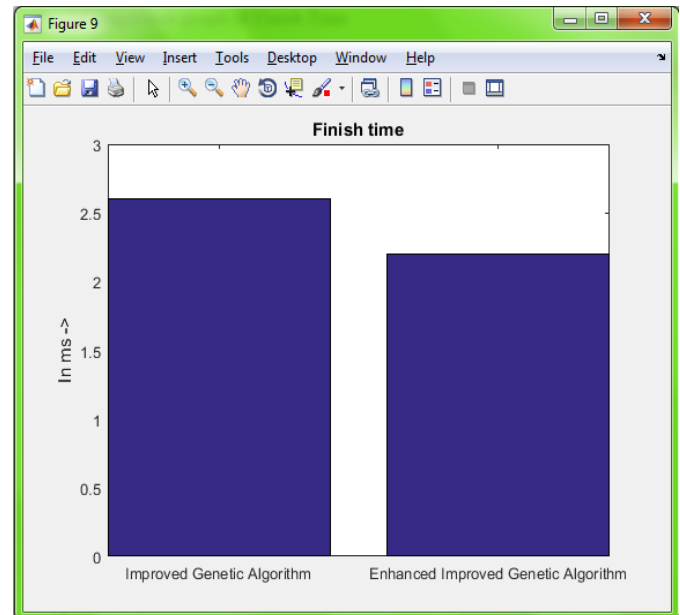 Figure 9
File Edit View Insert Tools Desktop Window Help
Finish time
3
2.5
2
1.5
1
0.5
0
In ms ->
Improved Genetic Algorithm
Enhanced Improved Genetic Algorithm